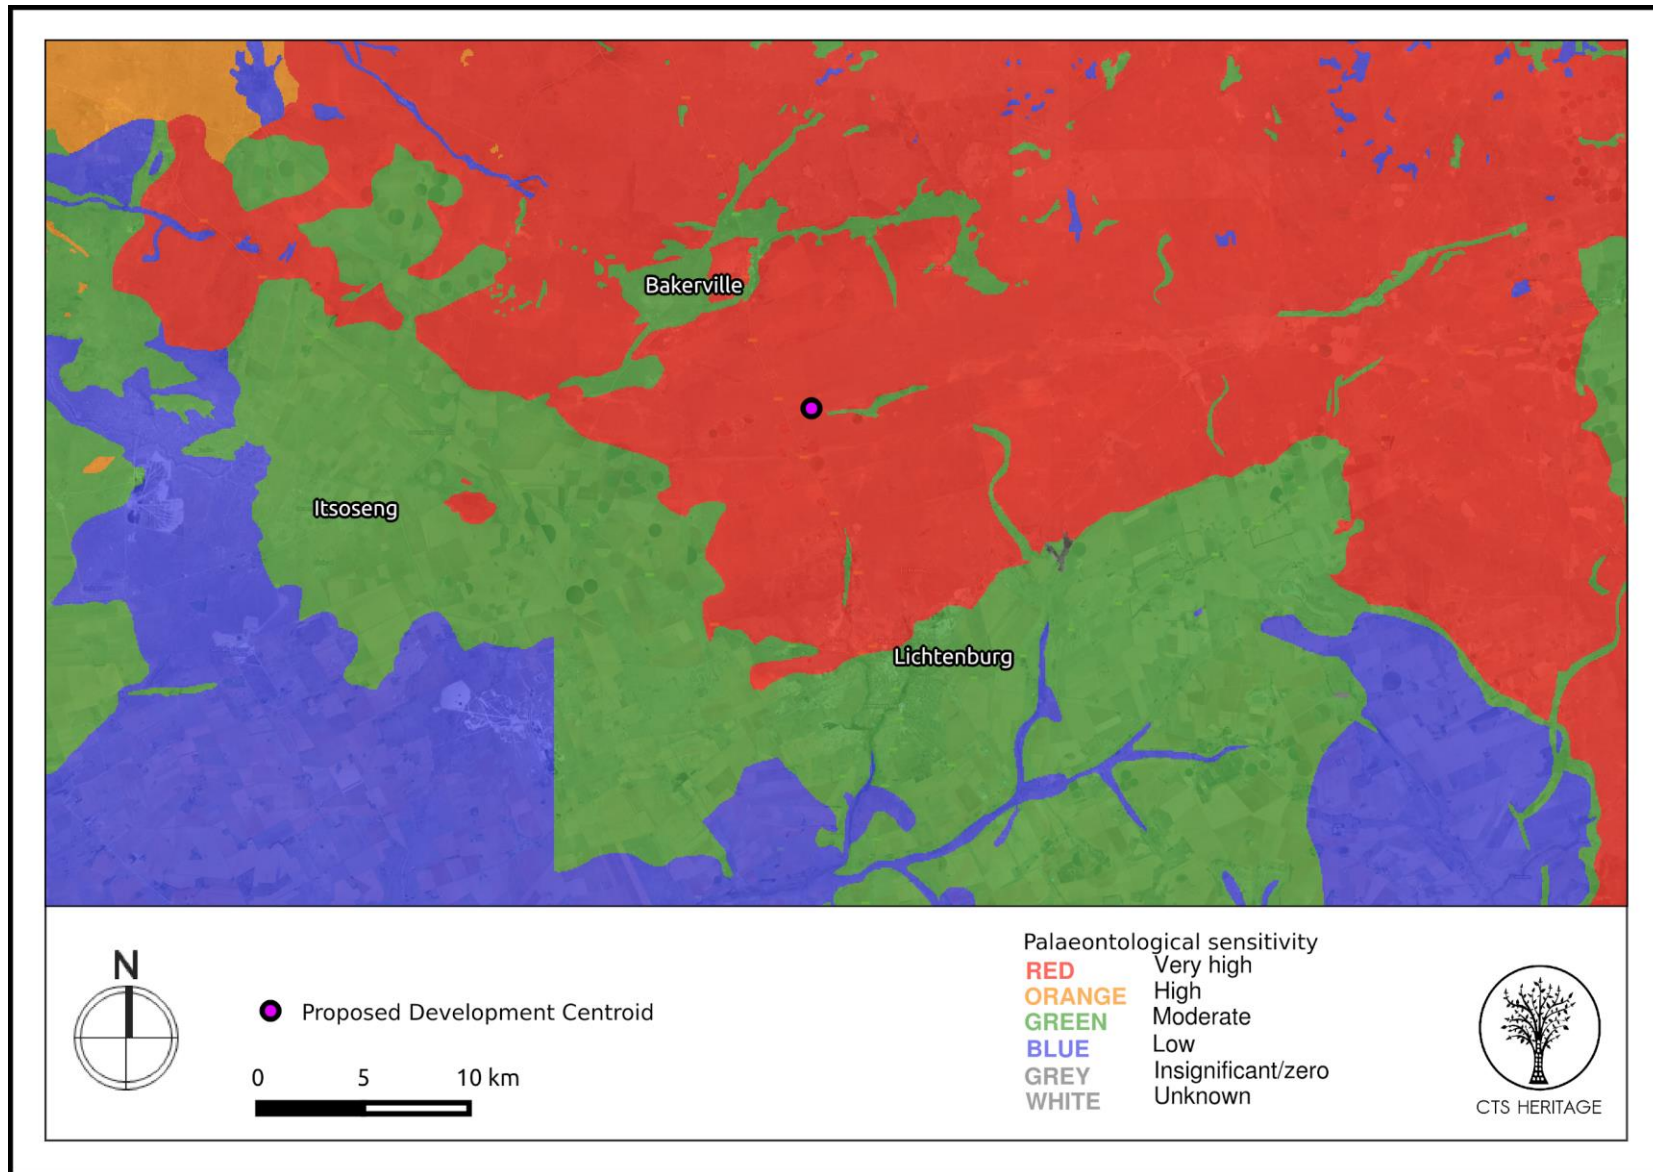 Bakerville
Itsoseng
Lichtenburg
N
Proposed Development Centroid
0 5 10 km
Palaeontological sensitivity
RED Very high
ORANGE High
GREEN Moderate
BLUE Low
GREY Insignificant/zero
WHITE Unknown
CTS HERITAGE